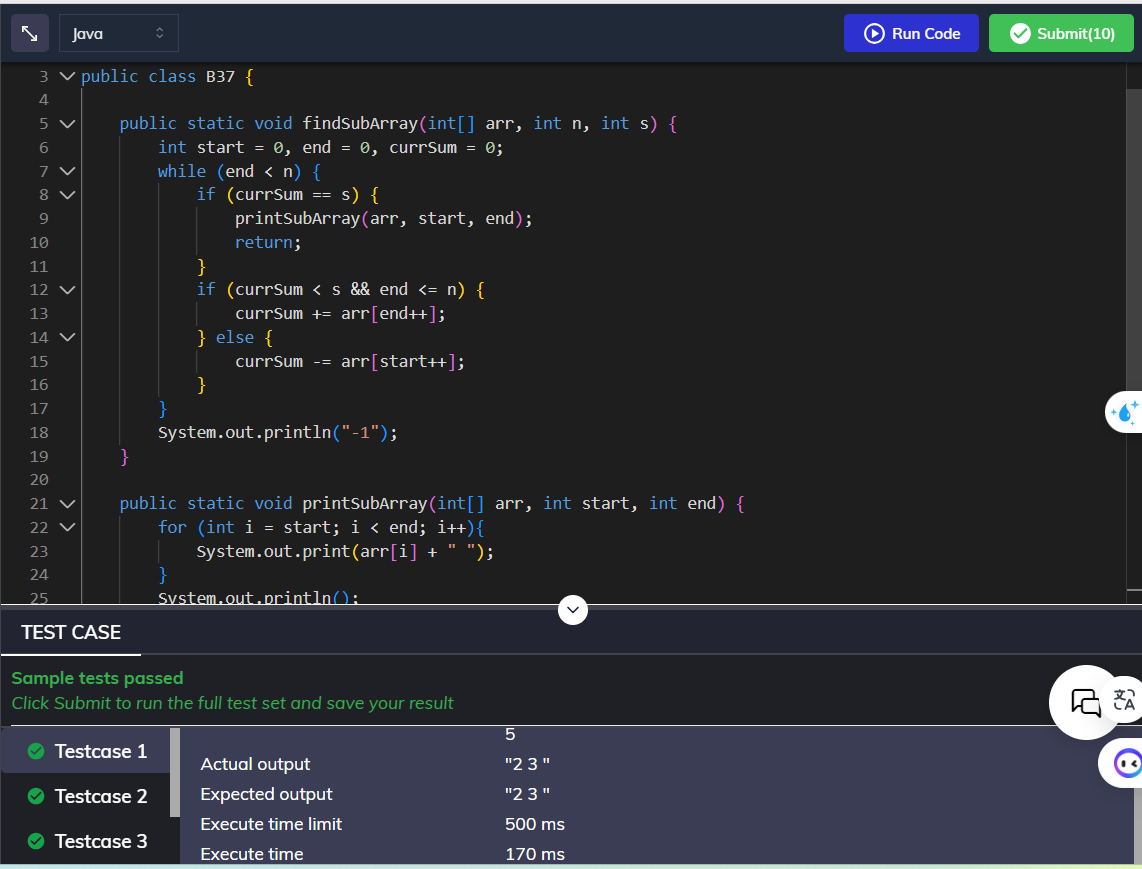 Java
Run Code
Submit(10)
3 public class B37 {
4
5 public static void findSubArray(int[] arr, int n, int s) {
6 int start = 0, end = 0, currSum = 0;
7 while (end < n) {
8 if (currSum == s) {
9 printSubArray(arr, start, end);
10 return;
11 }
12 if (currSum < s && end <= n) {
13 currSum += arr[end++];
14 } else {
15 currSum -= arr[start++];
16 }
17 }
18 System.out.println("-1");
19 }
20
21 public static void printSubArray(int[] arr, int start, int end) {
22 for (int i = start; i < end; i++){
23 System.out.print(arr[i] + " ");
24 }
25 System.out.println();
TEST CASE
Sample tests passed
Click Submit to run the full test set and save your result
Testcase 1
Testcase 2
Testcase 3
5
Actual output "2 3 "
Expected output "2 3 "
Execute time limit 500 ms
Execute time 170 ms